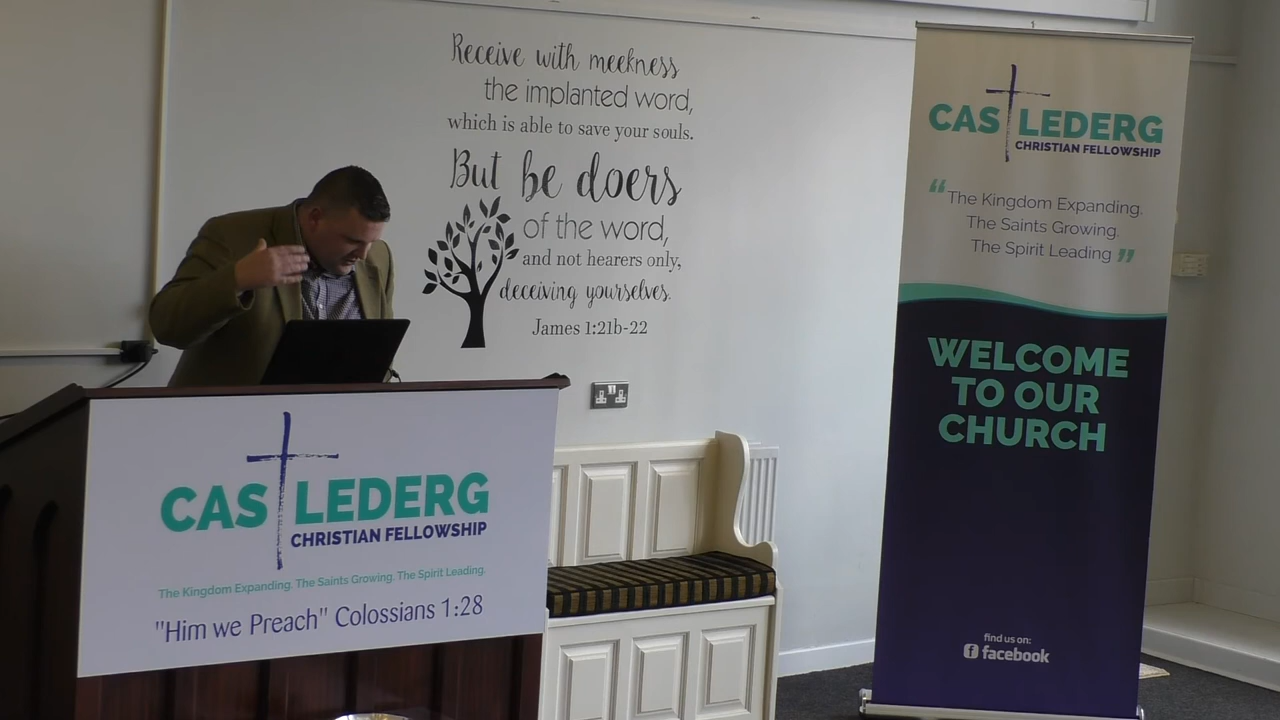 Receive with meekness
the implanted word,
which is able to save your souls.
But be doers
of the word,
and not hearers only,
deceiving yourselves.
James 1:21b-22
CASTLEDERG
CHRISTIAN FELLOWSHIP
“The Kingdom Expanding.
The Saints Growing.
The Spirit Leading”
WELCOME
TO OUR
CHURCH
find us on:
facebook
CASTLEDERG
CHRISTIAN FELLOWSHIP
The Kingdom Expanding. The Saints Growing. The Spirit Leading.
"Him we Preach" Colossians 1:28